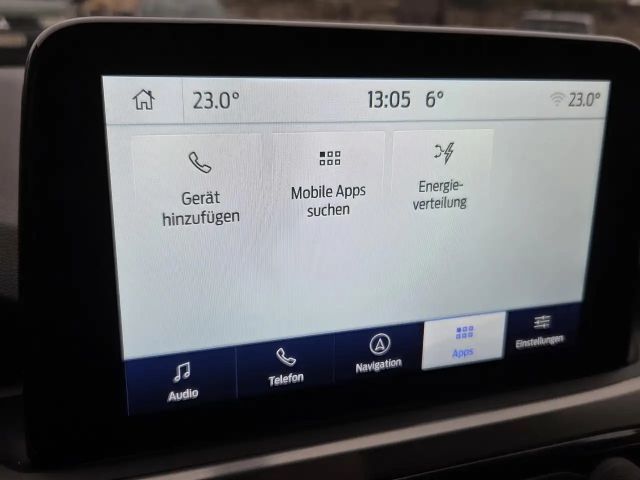 23.0° 13:05 6° 23.0°
Gerät
hinzufügen
Mobile Apps
suchen
Energie-
verteilung
Audio Telefon Navigation Apps Einstellungen